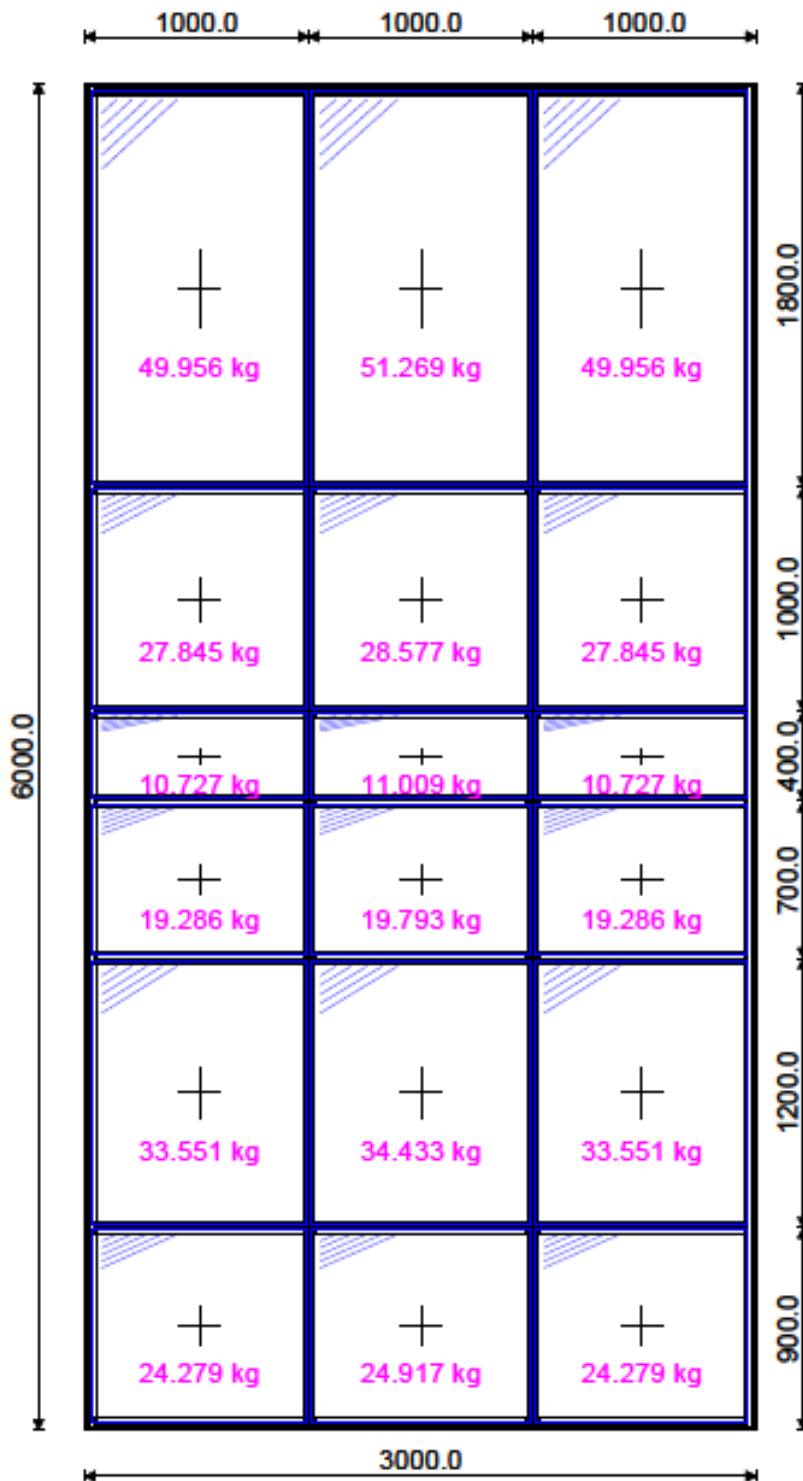 1000.0 1000.0 1000.0
49.956 kg 51.269 kg 49.956 kg
1800.0
27.845 kg 28.577 kg 27.845 kg
1000.0
6000.0
10.727 kg 11.009 kg 10.727 kg
400.0
19.286 kg 19.793 kg 19.286 kg
700.0
33.551 kg 34.433 kg 33.551 kg
1200.0
24.279 kg 24.917 kg 24.279 kg
900.0
3000.0